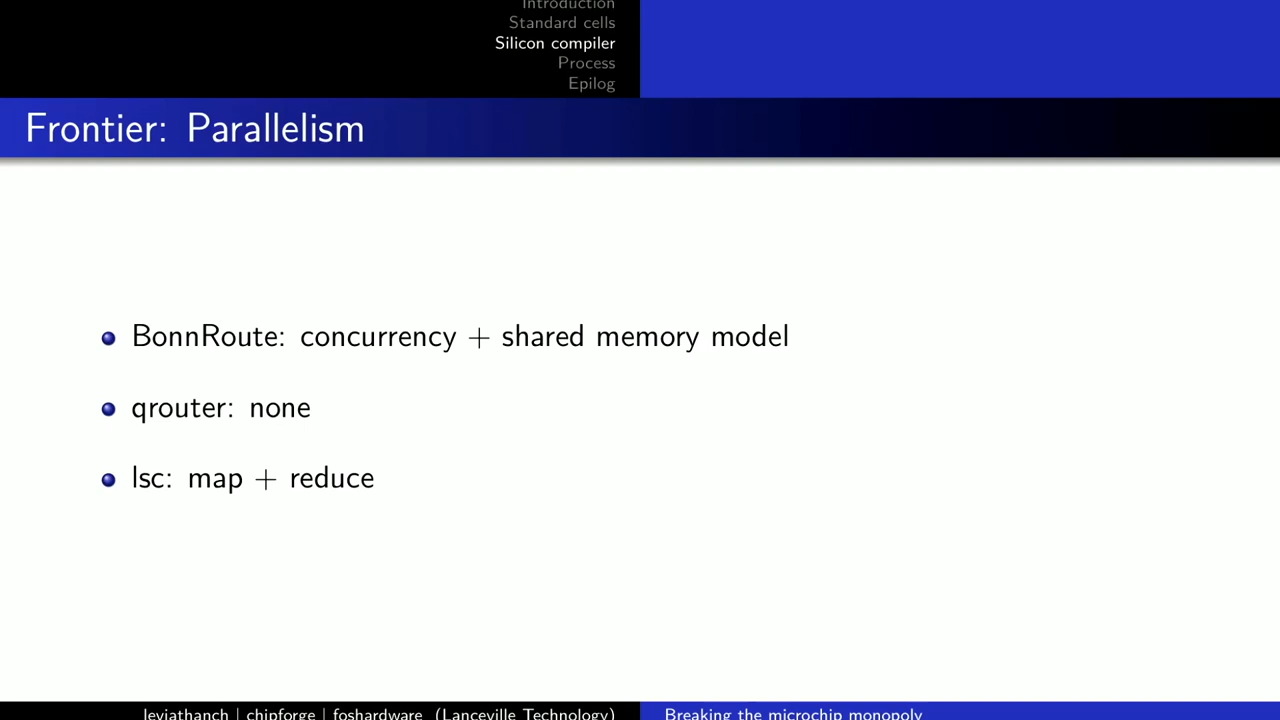 Introduction
Standard cells
Silicon compiler
Process
Epilog
Frontier: Parallelism
BonnRoute: concurrency + shared memory model
qrouter: none
lsc: map + reduce
leviathanch | chipforge | foshardware (Lanceville Technology)
Breaking the microchip monopoly